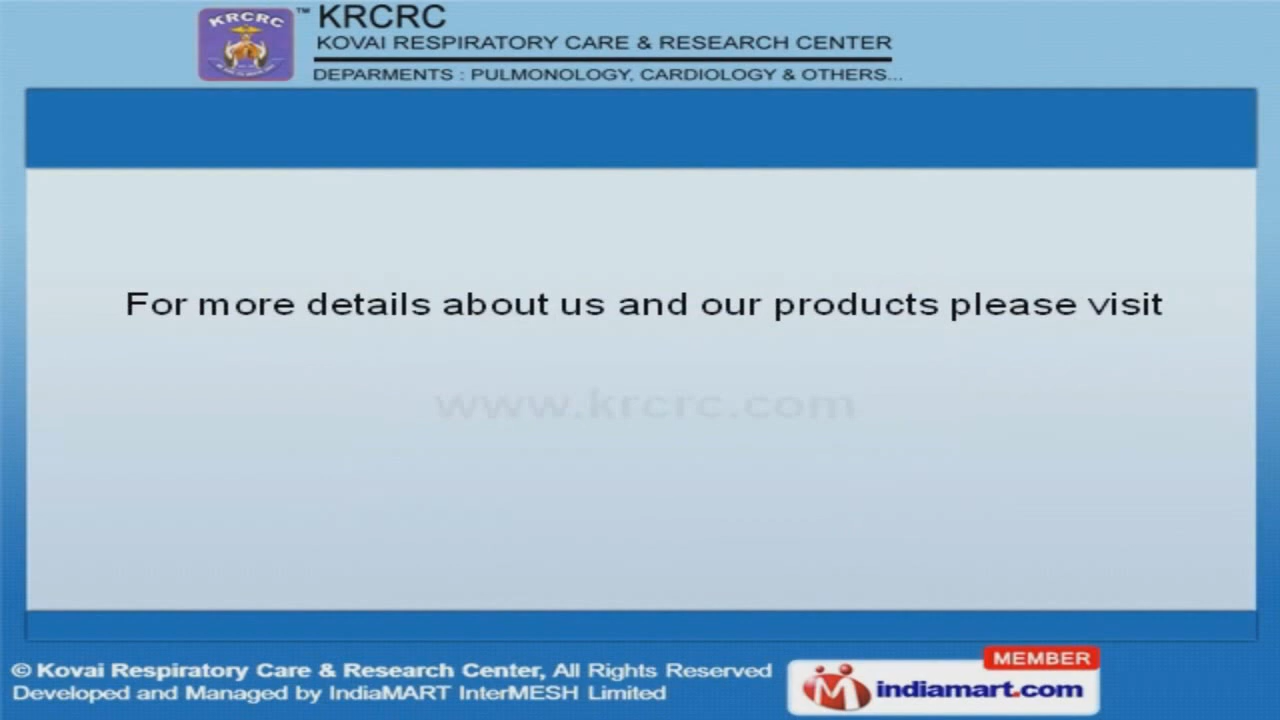 KRCRC
™
KRCRC
KOVAI RESPIRATORY CARE & RESEARCH CENTER
DEPARMENTS : PULMONOLOGY, CARDIOLOGY & OTHERS...
For more details about us and our products please visit
www.krcrc.com
© Kovai Respiratory Care & Research Center, All Rights Reserved
Developed and Managed by IndiaMART InterMESH Limited
MEMBER
indiamart.com